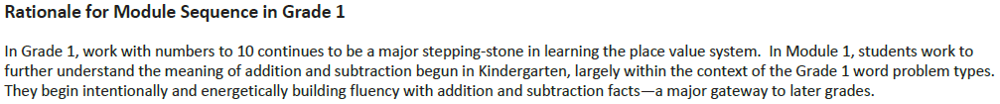 Rationale for Module Sequence in Grade 1
In Grade 1, work with numbers to 10 continues to be a major stepping-stone in learning the place value system.  In Module 1, students work to
further understand the meaning of addition and subtraction begun in Kindergarten, largely within the context of the Grade 1 word problem types.
They begin intentionally and energetically building fluency with addition and subtraction facts—a major gateway to later grades.